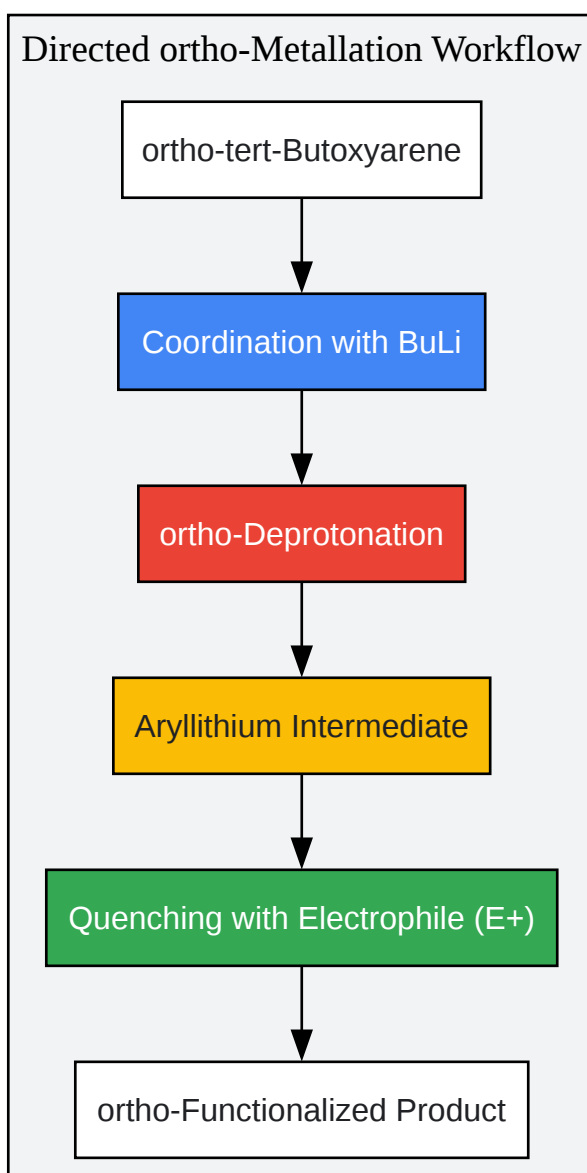 Directed ortho-Metallation Workflow
ortho-tert-Butoxyarene
Coordination with BuLi
ortho-Deprotonation
Aryllithium Intermediate
Quenching with Electrophile (E+)
ortho-Functionalized Product